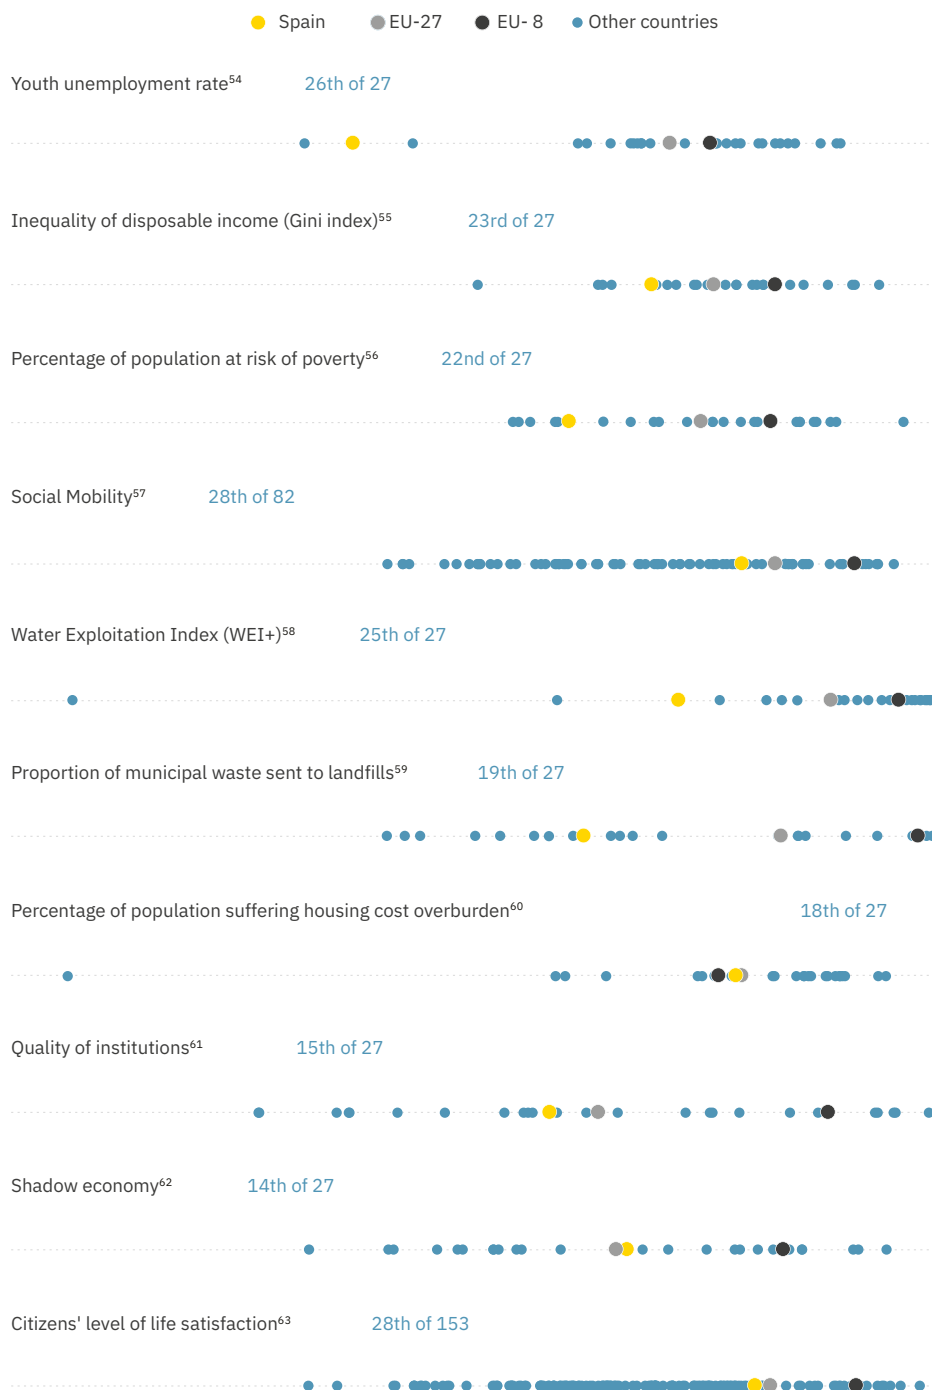 Spain EU-27 EU- 8 Other countries
Youth unemployment rate⁵⁴ 26th of 27
Inequality of disposable income (Gini index)⁵⁵ 23rd of 27
Percentage of population at risk of poverty⁵⁶ 22nd of 27
Social Mobility⁵⁷ 28th of 82
Water Exploitation Index (WEI+)⁵⁸ 25th of 27
Proportion of municipal waste sent to landfills⁵⁹ 19th of 27
Percentage of population suffering housing cost overburden⁶⁰ 18th of 27
Quality of institutions⁶¹ 15th of 27
Shadow economy⁶² 14th of 27
Citizens' level of life satisfaction⁶³ 28th of 153